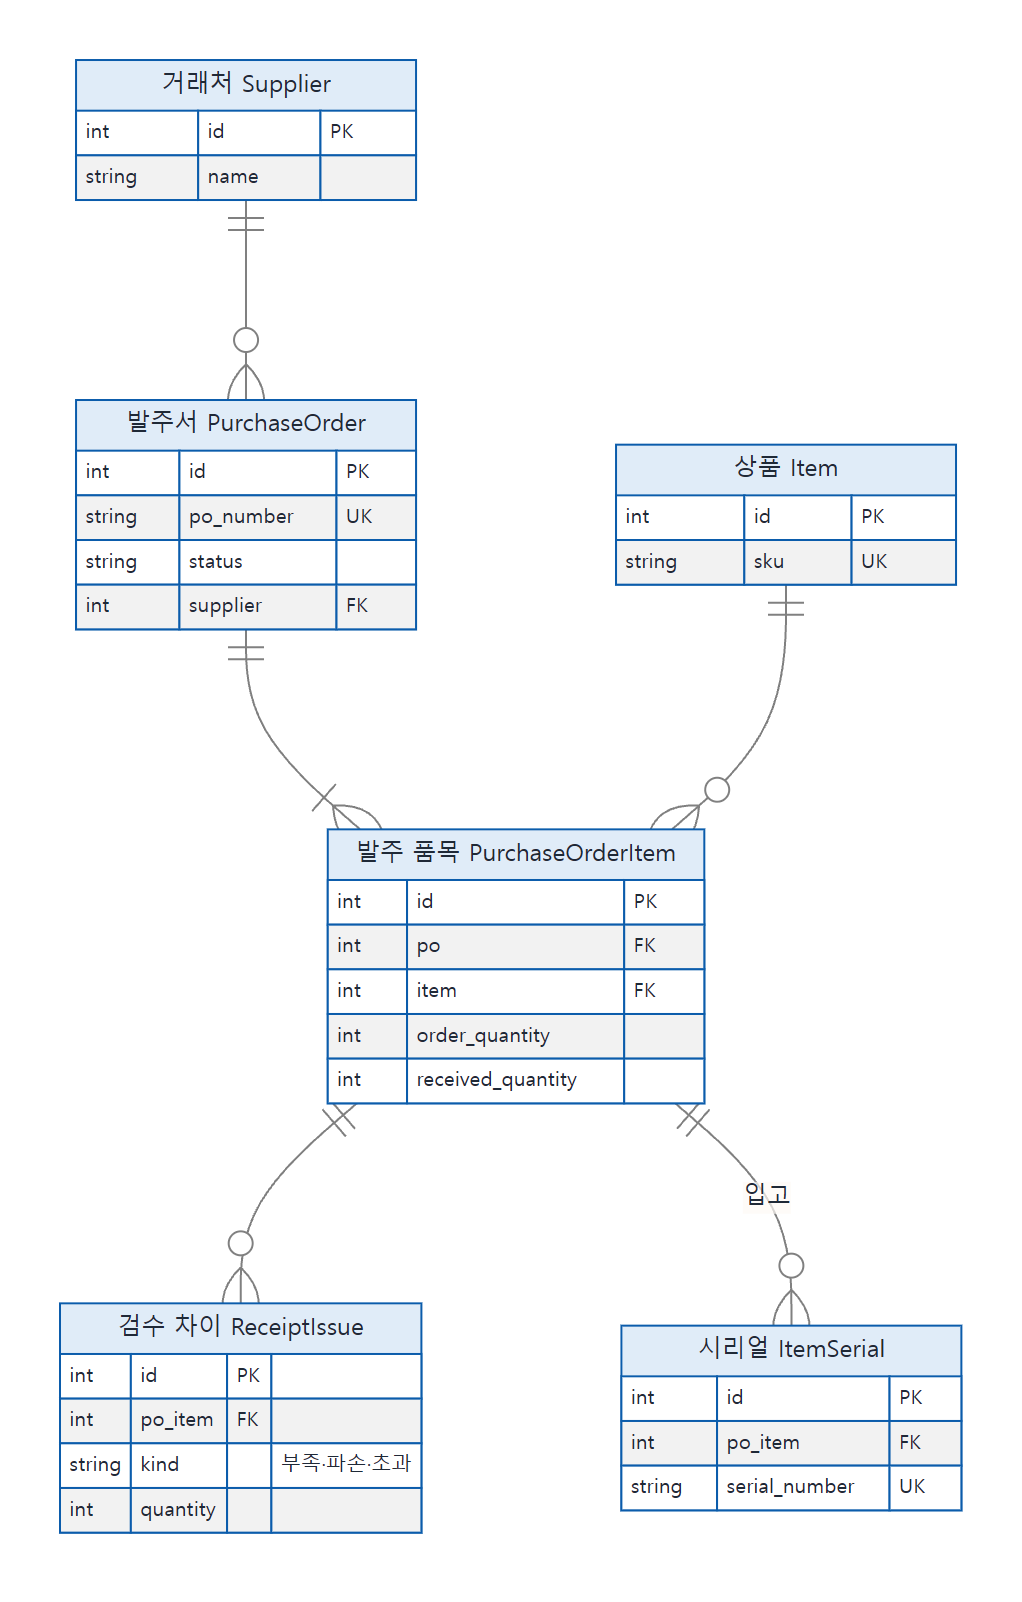 거래처 Supplier
int id PK
string name
발주서 PurchaseOrder
int id PK
string po_number UK
string status
int supplier FK
상품 Item
int id PK
string sku UK
발주 품목 PurchaseOrderItem
int id PK
int po FK
int item FK
int order_quantity
int received_quantity
입고
검수 차이 ReceiptIssue
int id PK
int po_item FK
string kind 부족·파손·초과
int quantity
시리얼 ItemSerial
int id PK
int po_item FK
string serial_number UK